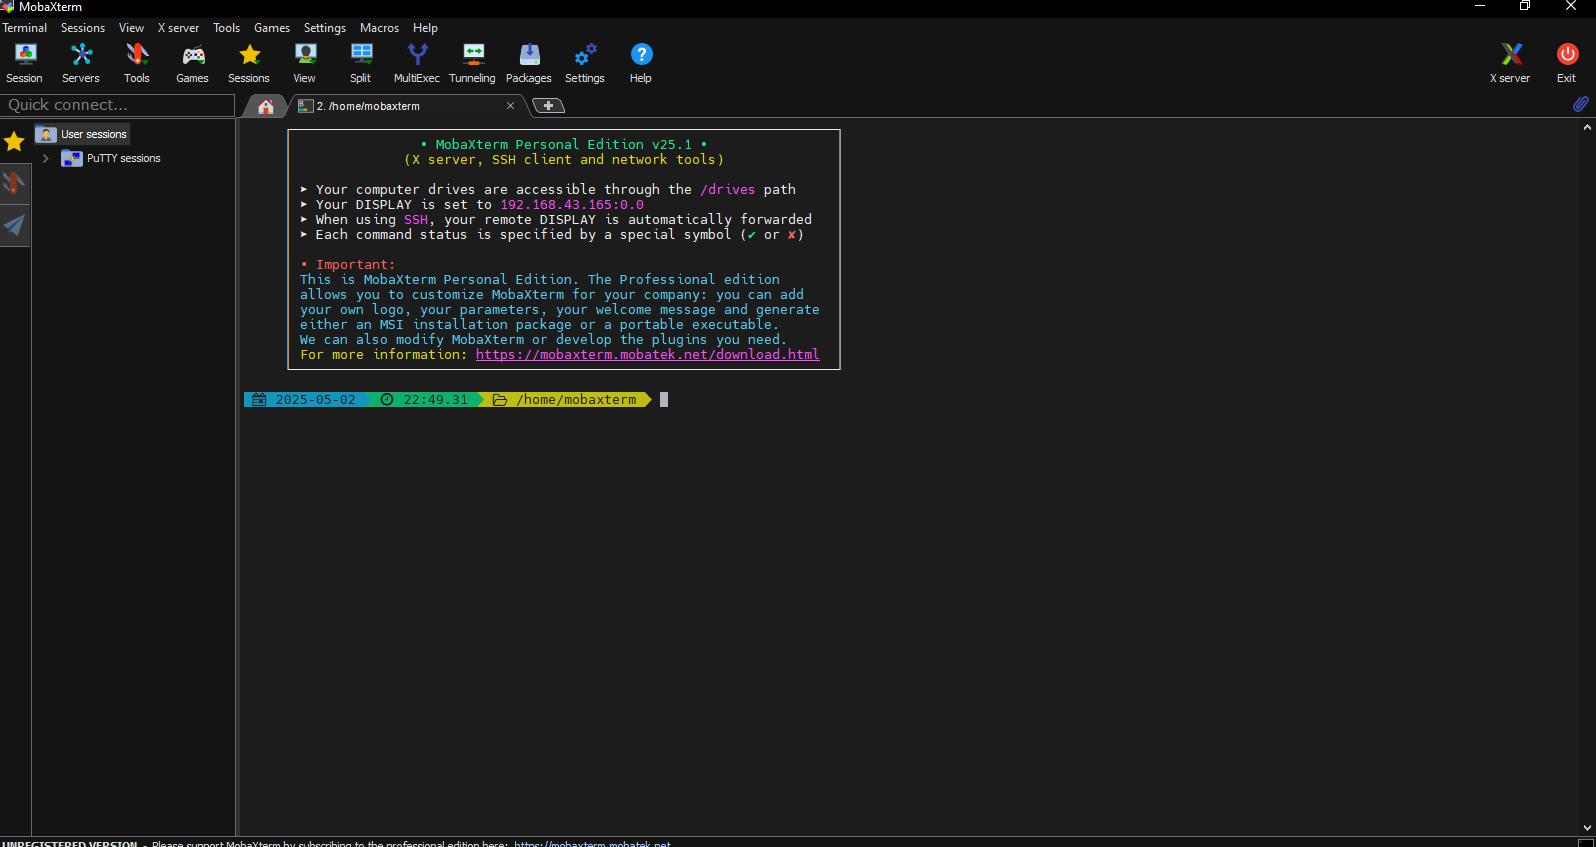 MobaXterm
Terminal Sessions View X server Tools Games Settings Macros Help
Session Servers Tools Games Sessions View Split MultiExec Tunneling Packages Settings Help X server Exit
Quick connect...
2. /home/mobaxterm
User sessions
PuTTY sessions
• MobaXterm Personal Edition v25.1 •
(X server, SSH client and network tools)
➤ Your computer drives are accessible through the /drives path
➤ Your DISPLAY is set to 192.168.43.165:0.0
➤ When using SSH, your remote DISPLAY is automatically forwarded
➤ Each command status is specified by a special symbol (✔ or ✘)
• Important:
This is MobaXterm Personal Edition. The Professional edition
allows you to customize MobaXterm for your company: you can add
your own logo, your parameters, your welcome message and generate
either an MSI installation package or a portable executable.
We can also modify MobaXterm or develop the plugins you need.
For more information: https://mobaxterm.mobatek.net/download.html
2025-05-02 22:49.31 /home/mobaxterm
UNREGISTERED VERSION - Please support MobaXterm by subscribing to the professional edition here: https://mobaxterm.mobatek.net